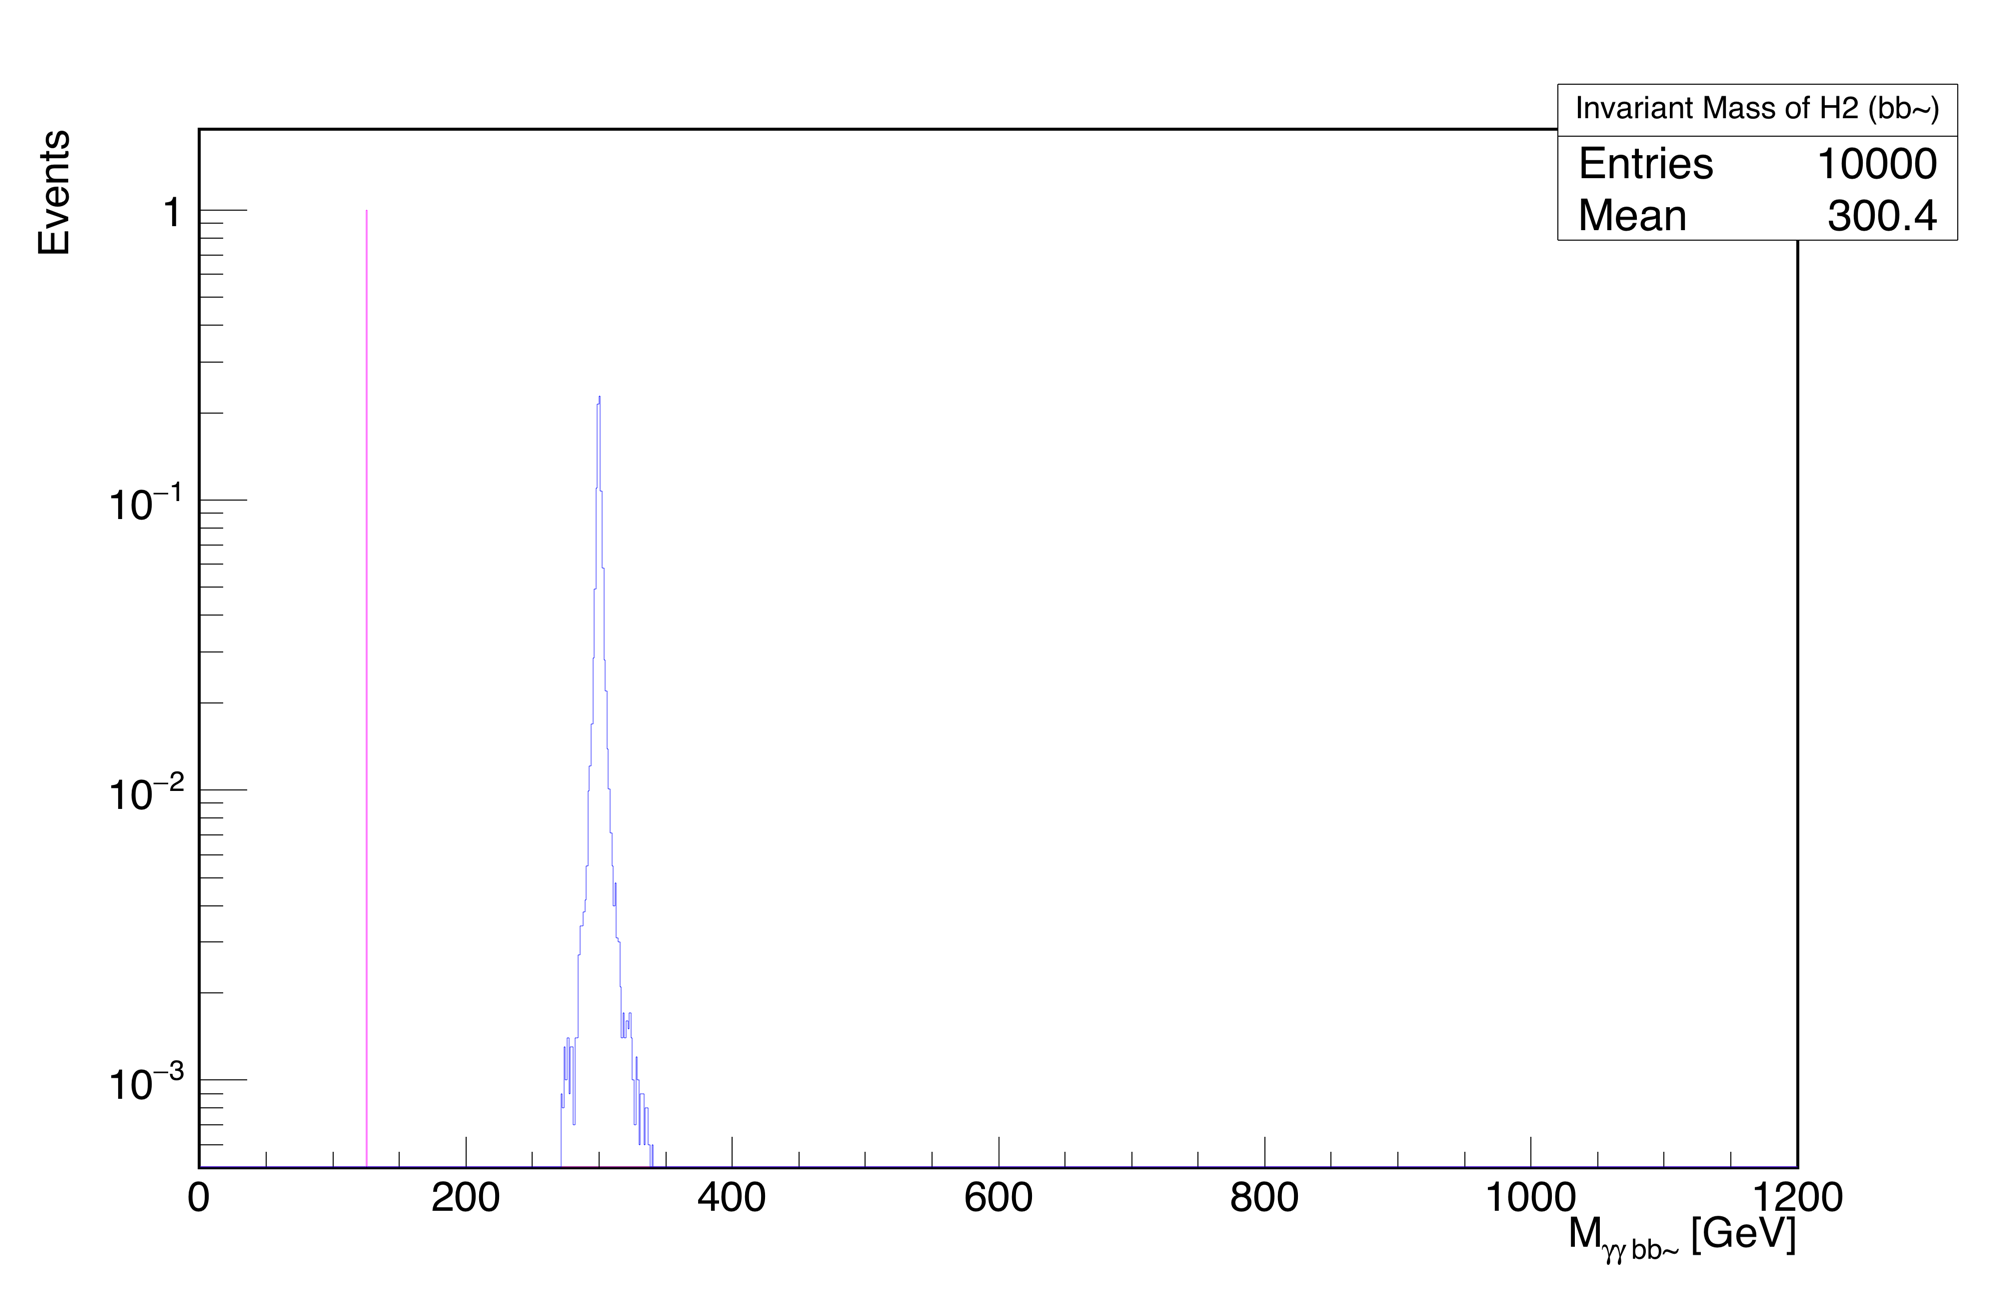 Invariant Mass of H2 (bb~)
Entries 10000
Mean 300.4
Events
1
10⁻¹
10⁻²
10⁻³
0 200 400 600 800 1000 1200
M_γγ bb~ [GeV]